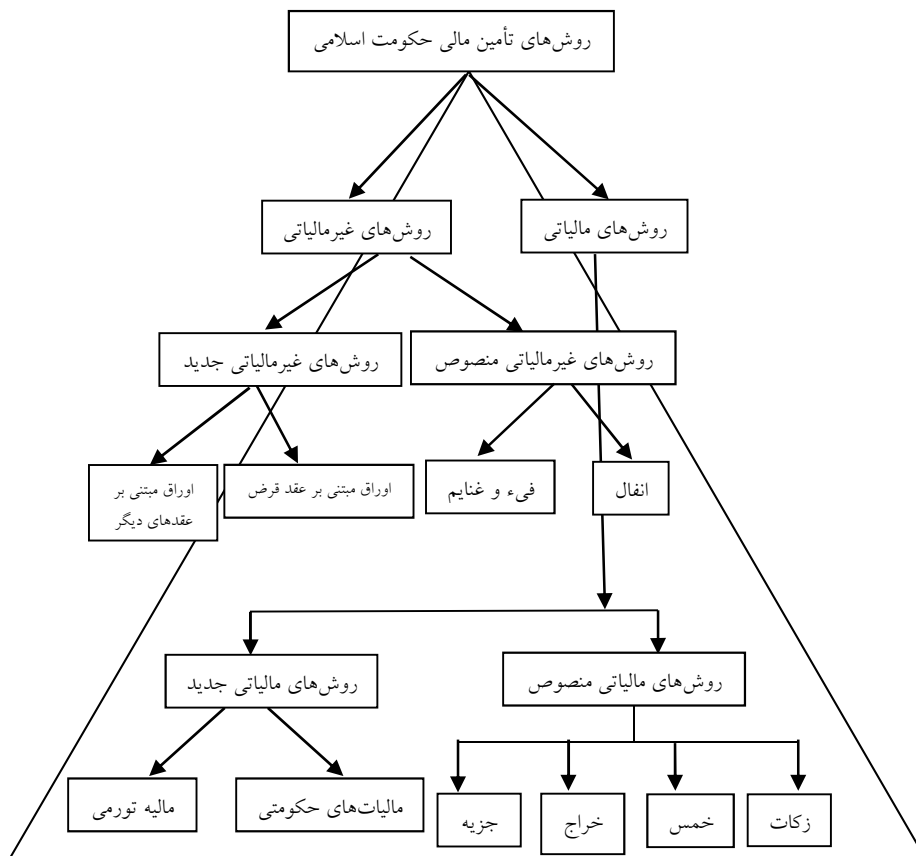 روش‌های تأمین مالی حکومت اسلامی
روش‌های مالیاتی
روش‌های غیرمالیاتی
روش‌های غیرمالیاتی منصوص
روش‌های غیرمالیاتی جدید
انفال
فیء و غنایم
اوراق مبتنی بر عقد قرض
اوراق مبتنی بر
عقدهای دیگر
روش‌های مالیاتی منصوص
روش‌های مالیاتی جدید
زکات
خمس
خراج
جزیه
مالیات‌های حکومتی
مالیه تورمی